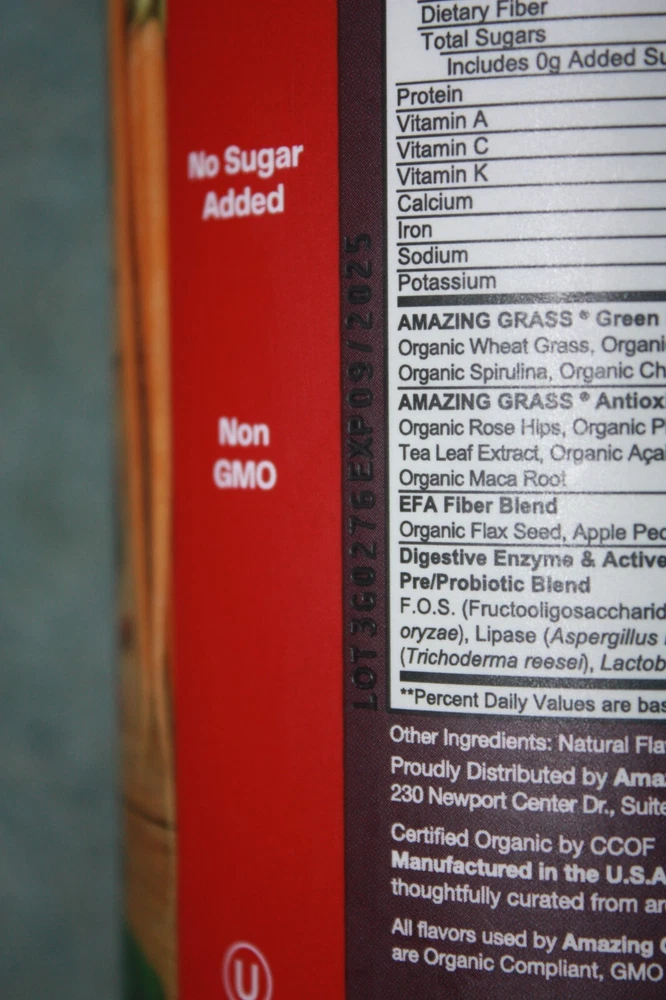 No Sugar
Added
Non
GMO
U
LOT3G0276EXP09/2025
Dietary Fiber
Total Sugars
Includes 0g Added Su
Protein
Vitamin A
Vitamin C
Vitamin K
Calcium
Iron
Sodium
Potassium
AMAZING GRASS ® Green
Organic Wheat Grass, Organi
Organic Spirulina, Organic Ch
AMAZING GRASS ® Antiox
Organic Rose Hips, Organic P
Tea Leaf Extract, Organic Açai
Organic Maca Root
EFA Fiber Blend
Organic Flax Seed, Apple Pec
Digestive Enzyme & Active
Pre/Probiotic Blend
F.O.S. (Fructooligosaccharid
oryzae), Lipase (Aspergillus
(Trichoderma reesei), Lactob
**Percent Daily Values are bas
Other Ingredients: Natural Fla
Proudly Distributed by Ama
230 Newport Center Dr., Suite
Certified Organic by CCOF
Manufactured in the U.S.A
thoughtfully curated from ar
All flavors used by Amazing G
are Organic Compliant, GMO